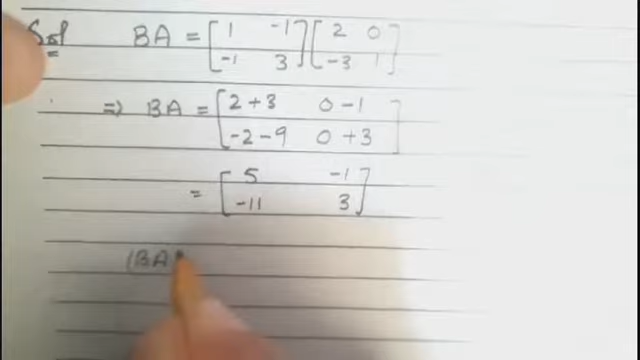 Sol BA = [1 -1 -1 3] [2 0 -3 1]
⇒ BA = [2+3 0-1 -2-9 0+3]
= [5 -1 -11 3]
(BA)